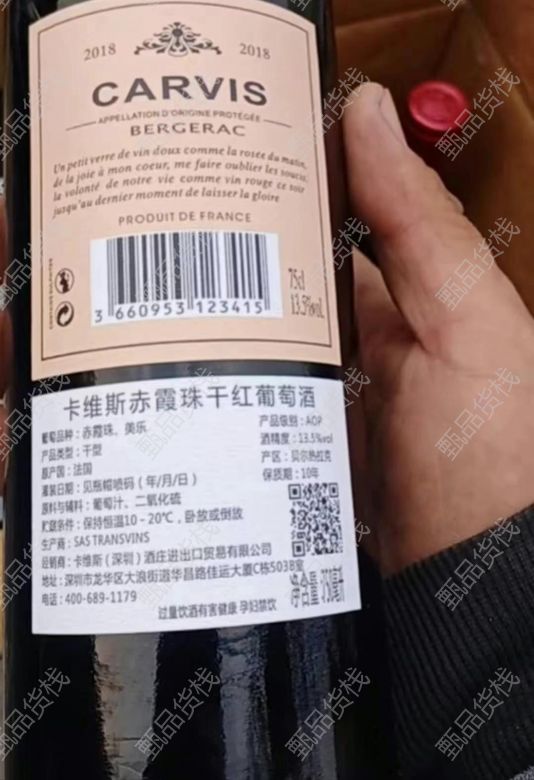 2018 2018
CARVIS
APPELLATION D'ORIGINE PROTÉGÉE
BERGERAC
Un petit verre de vin doux comme la rosée du matin,
de la joie à mon coeur, me faire oublier les soucis
la volonté de notre vie comme vin rouge ce soir
jusqu'au dernier moment de laisser la gloire
PRODUIT DE FRANCE
75cl
13.5%vol.
3 660953 123415
卡维斯赤霞珠干红葡萄酒
葡萄品种：赤霞珠、美乐
产品级别：AOP
产品类型：干型
酒精度：13.5%vol
原产国：法国
产区：贝尔热拉克
灌装日期：见瓶帽喷码（年/月/日）
保质期：10年
原料与辅料：葡萄汁、二氧化硫
贮藏条件：保持恒温10-20℃，卧放或倒放
生产商：SAS TRANSVINS
经销商：卡维斯（深圳）酒庄进出口贸易有限公司
地址：深圳市龙华区大浪街道华昌路佳运大厦C栋503B室
电话：400-689-1179
净含量：750毫升
过量饮酒有害健康 孕妇禁饮
甄品货栈